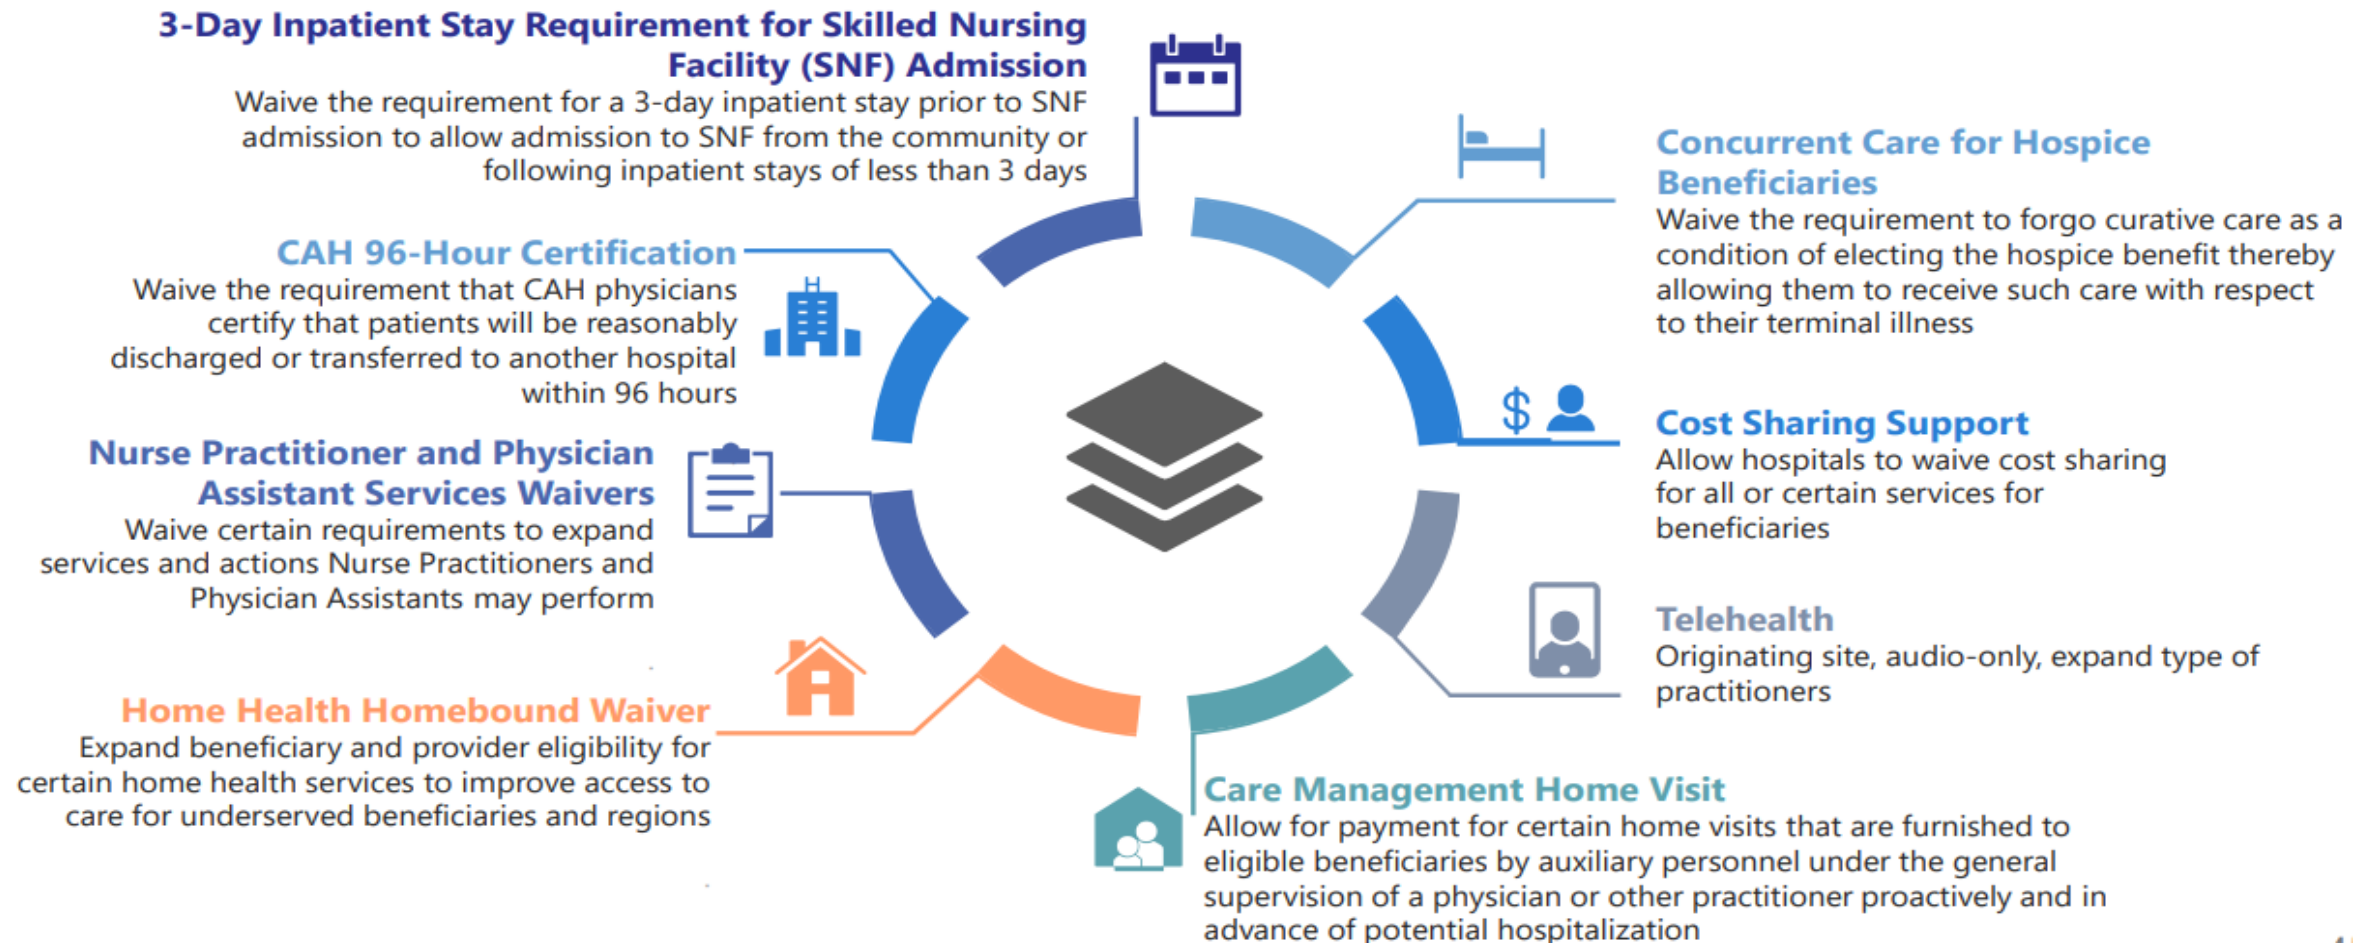 3-Day Inpatient Stay Requirement for Skilled Nursing
Facility (SNF) Admission
Waive the requirement for a 3-day inpatient stay prior to SNF
admission to allow admission to SNF from the community or
following inpatient stays of less than 3 days
CAH 96-Hour Certification
Waive the requirement that CAH physicians
certify that patients will be reasonably
discharged or transferred to another hospital
within 96 hours
H
Nurse Practitioner and Physician
Assistant Services Waivers
Waive certain requirements to expand
services and actions Nurse Practitioners and
Physician Assistants may perform
Home Health Homebound Waiver
Expand beneficiary and provider eligibility for
certain home health services to improve access to
care for underserved beneficiaries and regions
Concurrent Care for Hospice
Beneficiaries
Waive the requirement to forgo curative care as a
condition of electing the hospice benefit thereby
allowing them to receive such care with respect
to their terminal illness
$
Cost Sharing Support
Allow hospitals to waive cost sharing
for all or certain services for
beneficiaries
Telehealth
Originating site, audio-only, expand type of
practitioners
Care Management Home Visit
Allow for payment for certain home visits that are furnished to
eligible beneficiaries by auxiliary personnel under the general
supervision of a physician or other practitioner proactively and in
advance of potential hospitalization